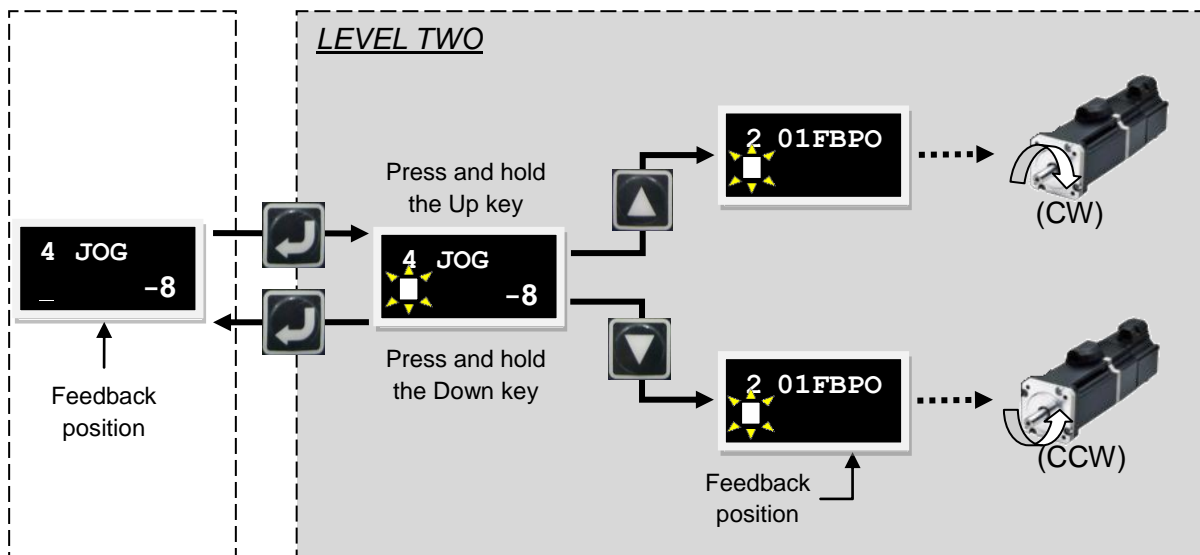 LEVEL TWO
2 01FBPO
Press and hold
the Up key
(CW)
4 JOG
_ -8
4 JOG
-8
Press and hold
the Down key
2 01FBPO
Feedback
position
(CCW)
Feedback
position